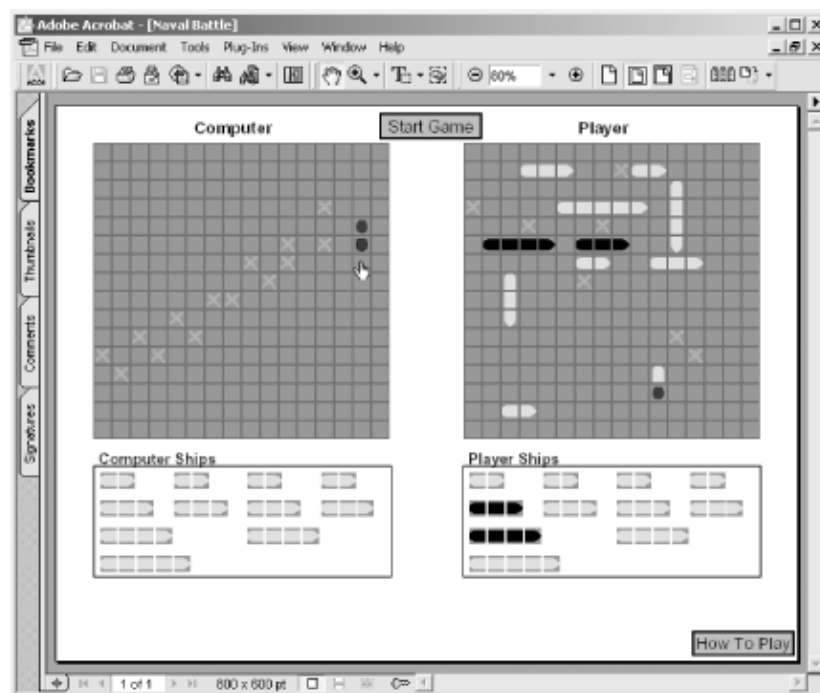 Adobe Acrobat - [Naval Battle]
File Edit Document Tools Plug-Ins View Window Help
80%
Computer
Start Game
Player
Bookmarks
Thumbnails
Comments
Signatures
Computer Ships
Player Ships
How To Play
1 of 1 800 x 600 pt